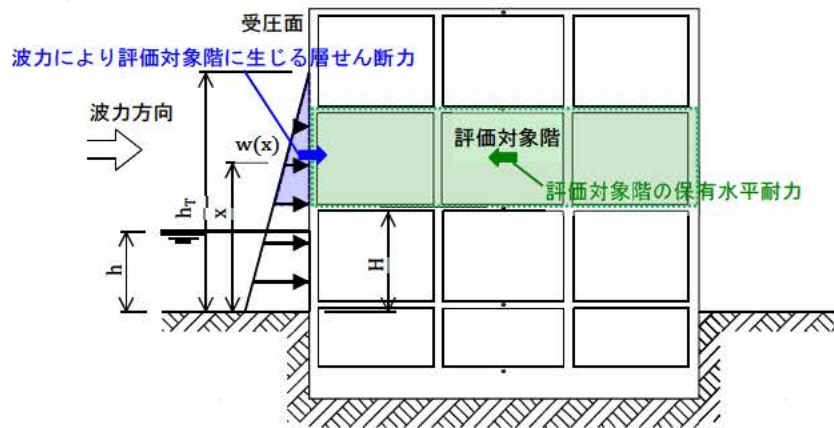 受圧面
波力により評価対象階に生じる層せん断力
波力方向
w(x)
評価対象階
評価対象階の保有水平耐力
hT
x
h
H